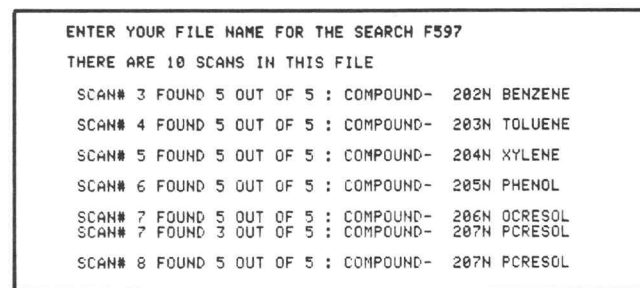 ENTER YOUR FILE NAME FOR THE SEARCH F597
THERE ARE 10 SCANS IN THIS FILE
SCAN# 3 FOUND 5 OUT OF 5 : COMPOUND- 202N BENZENE
SCAN# 4 FOUND 5 OUT OF 5 : COMPOUND- 203N TOLUENE
SCAN# 5 FOUND 5 OUT OF 5 : COMPOUND- 204N XYLENE
SCAN# 6 FOUND 5 OUT OF 5 : COMPOUND- 205N PHENOL
SCAN# 7 FOUND 5 OUT OF 5 : COMPOUND- 206N OCRESOL
SCAN# 7 FOUND 3 OUT OF 5 : COMPOUND- 207N PCRESOL
SCAN# 8 FOUND 5 OUT OF 5 : COMPOUND- 207N PCRESOL